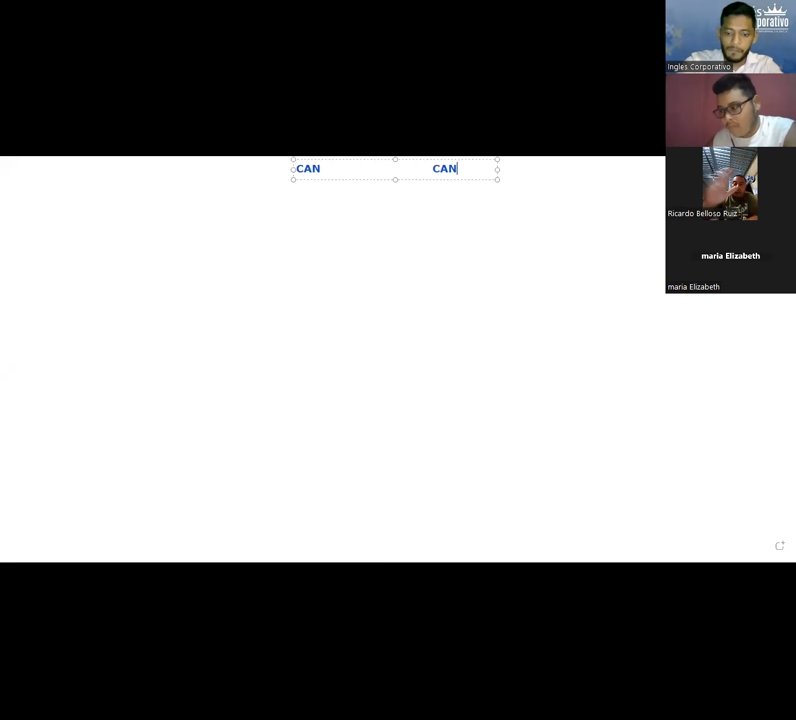 CAN CAN
Ingles Corporativo
Ricardo Belloso Ruiz
maria Elizabeth
maria Elizabeth